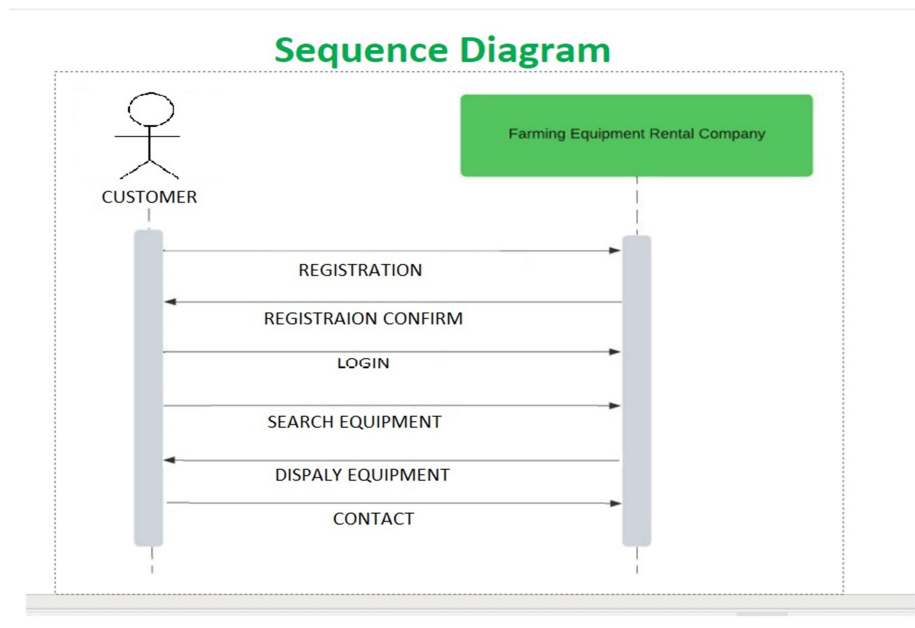 Sequence Diagram
Farming Equipment Rental Company
CUSTOMER
REGISTRATION
REGISTRAION CONFIRM
LOGIN
SEARCH EQUIPMENT
DISPALY EQUIPMENT
CONTACT